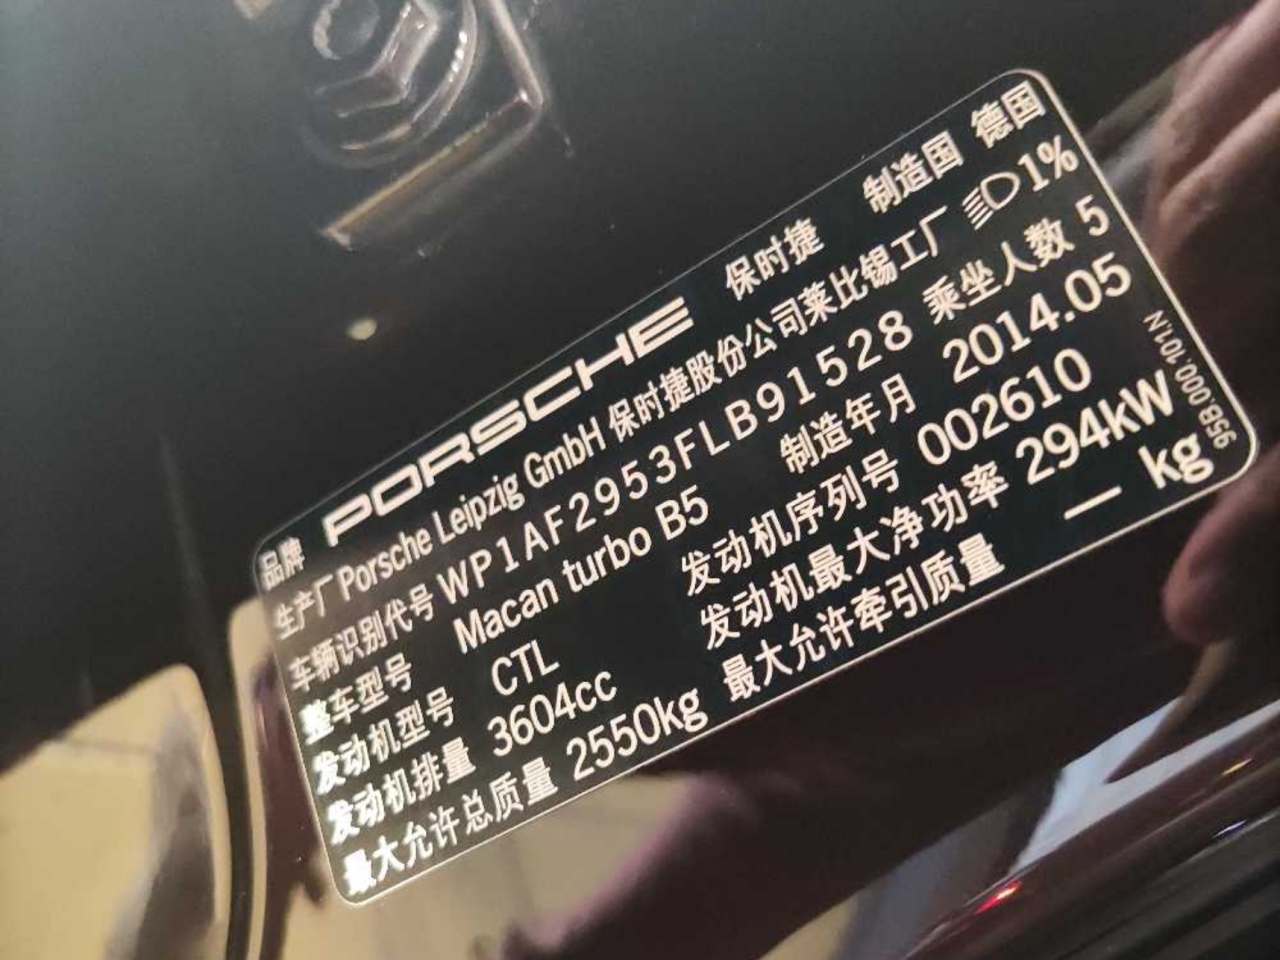 品牌 PORSCHE 保时捷 制造国 德国
生产厂 Porsche Leipzig GmbH 保时捷股份公司莱比锡工厂 1%
车辆识别代号 WP1AF2953FLB91528 乘坐人数 5
整车型号 Macan turbo B5 制造年月 2014.05
发动机型号 CTL 发动机序列号 002610
发动机排量 3604cc 发动机最大净功率 294kW
最大允许总质量 2550kg 最大允许牵引质量 — kg
95B.000.101.N